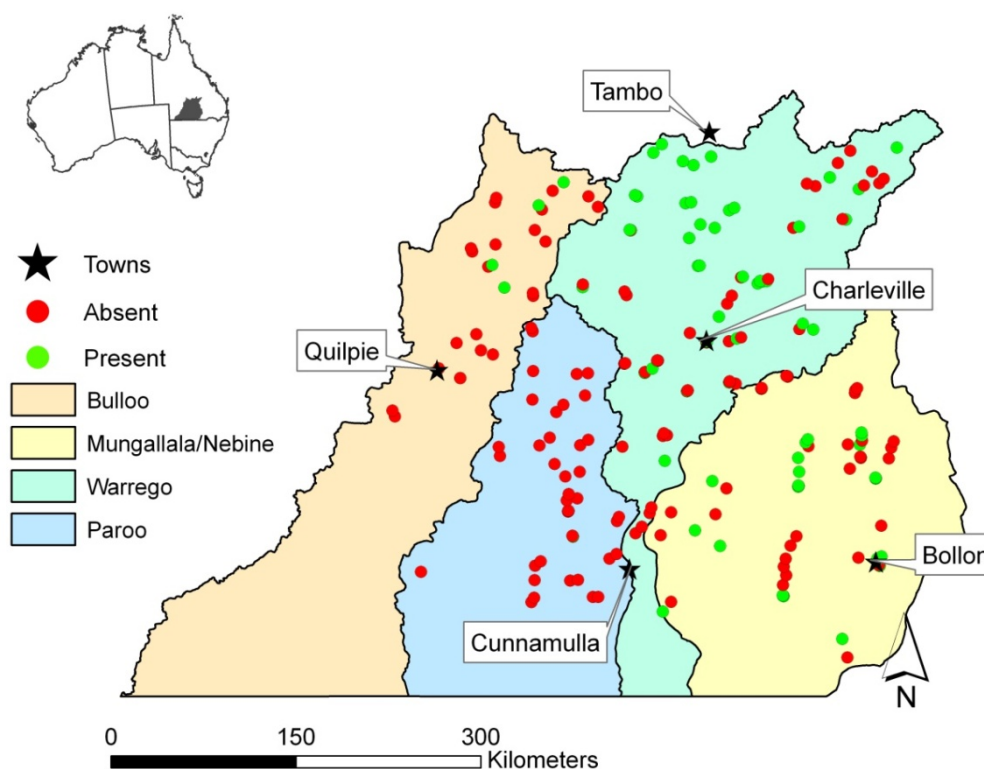 Tambo
Towns
Absent
Present
Charleville
Quilpie
Bulloo
Mungallala/Nebine
Warrego
Paroo
Bollon
Cunnamulla
N
0 150 300
Kilometers